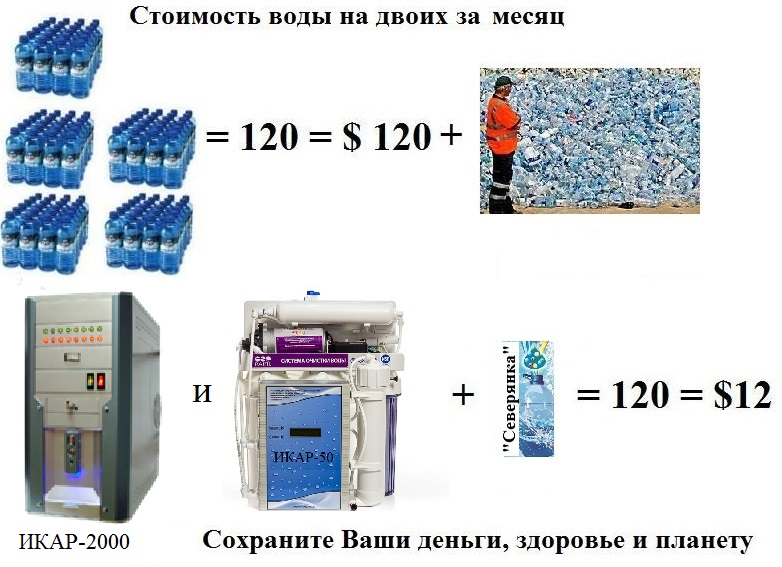 Стоимость воды на двоих за месяц
= 120 = $ 120 +
и
СИСТЕМА ОЧИСТКИ ВОДЫ
ИКАР-50
+
"Северянка"
= 120 = $12
ИКАР-2000
Сохраните Ваши деньги, здоровье и планету